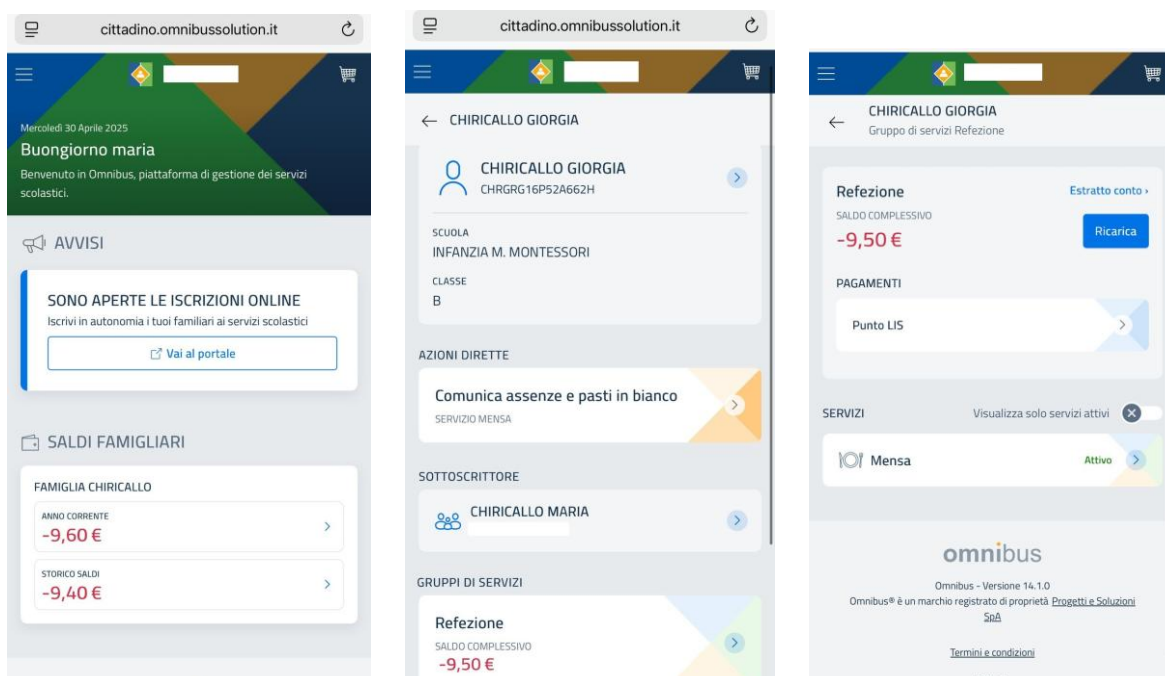 cittadino.omnibussolution.it
Mercoledì 30 Aprile 2025
Buongiorno maria
Benvenuto in Omnibus, piattaforma di gestione dei servizi
scolastici.
AVVISI
SONO APERTE LE ISCRIZIONI ONLINE
Iscrivi in autonomia i tuoi familiari ai servizi scolastici
Vai al portale
SALDI FAMIGLIARI
FAMIGLIA CHIRICALLO
ANNO CORRENTE
-9,60 €
STORICO SALDI
-9,40 €
cittadino.omnibussolution.it
CHIRICALLO GIORGIA
CHIRICALLO GIORGIA
CHRGRG16P52A662H
SCUOLA
INFANZIA M. MONTESSORI
CLASSE
B
AZIONI DIRETTE
Comunica assenze e pasti in bianco
SERVIZIO MENSA
SOTTOSCRITTORE
CHIRICALLO MARIA
GRUPPI DI SERVIZI
Refezione
SALDO COMPLESSIVO
-9,50 €
CHIRICALLO GIORGIA
Gruppo di servizi Refezione
Refezione Estratto conto ›
SALDO COMPLESSIVO
-9,50 € Ricarica
PAGAMENTI
Punto LIS
SERVIZI Visualizza solo servizi attivi
Mensa Attivo
omnibus
Omnibus - Versione 14.1.0
Omnibus® è un marchio registrato di proprietà Progetti e Soluzioni
SpA
Termini e condizioni